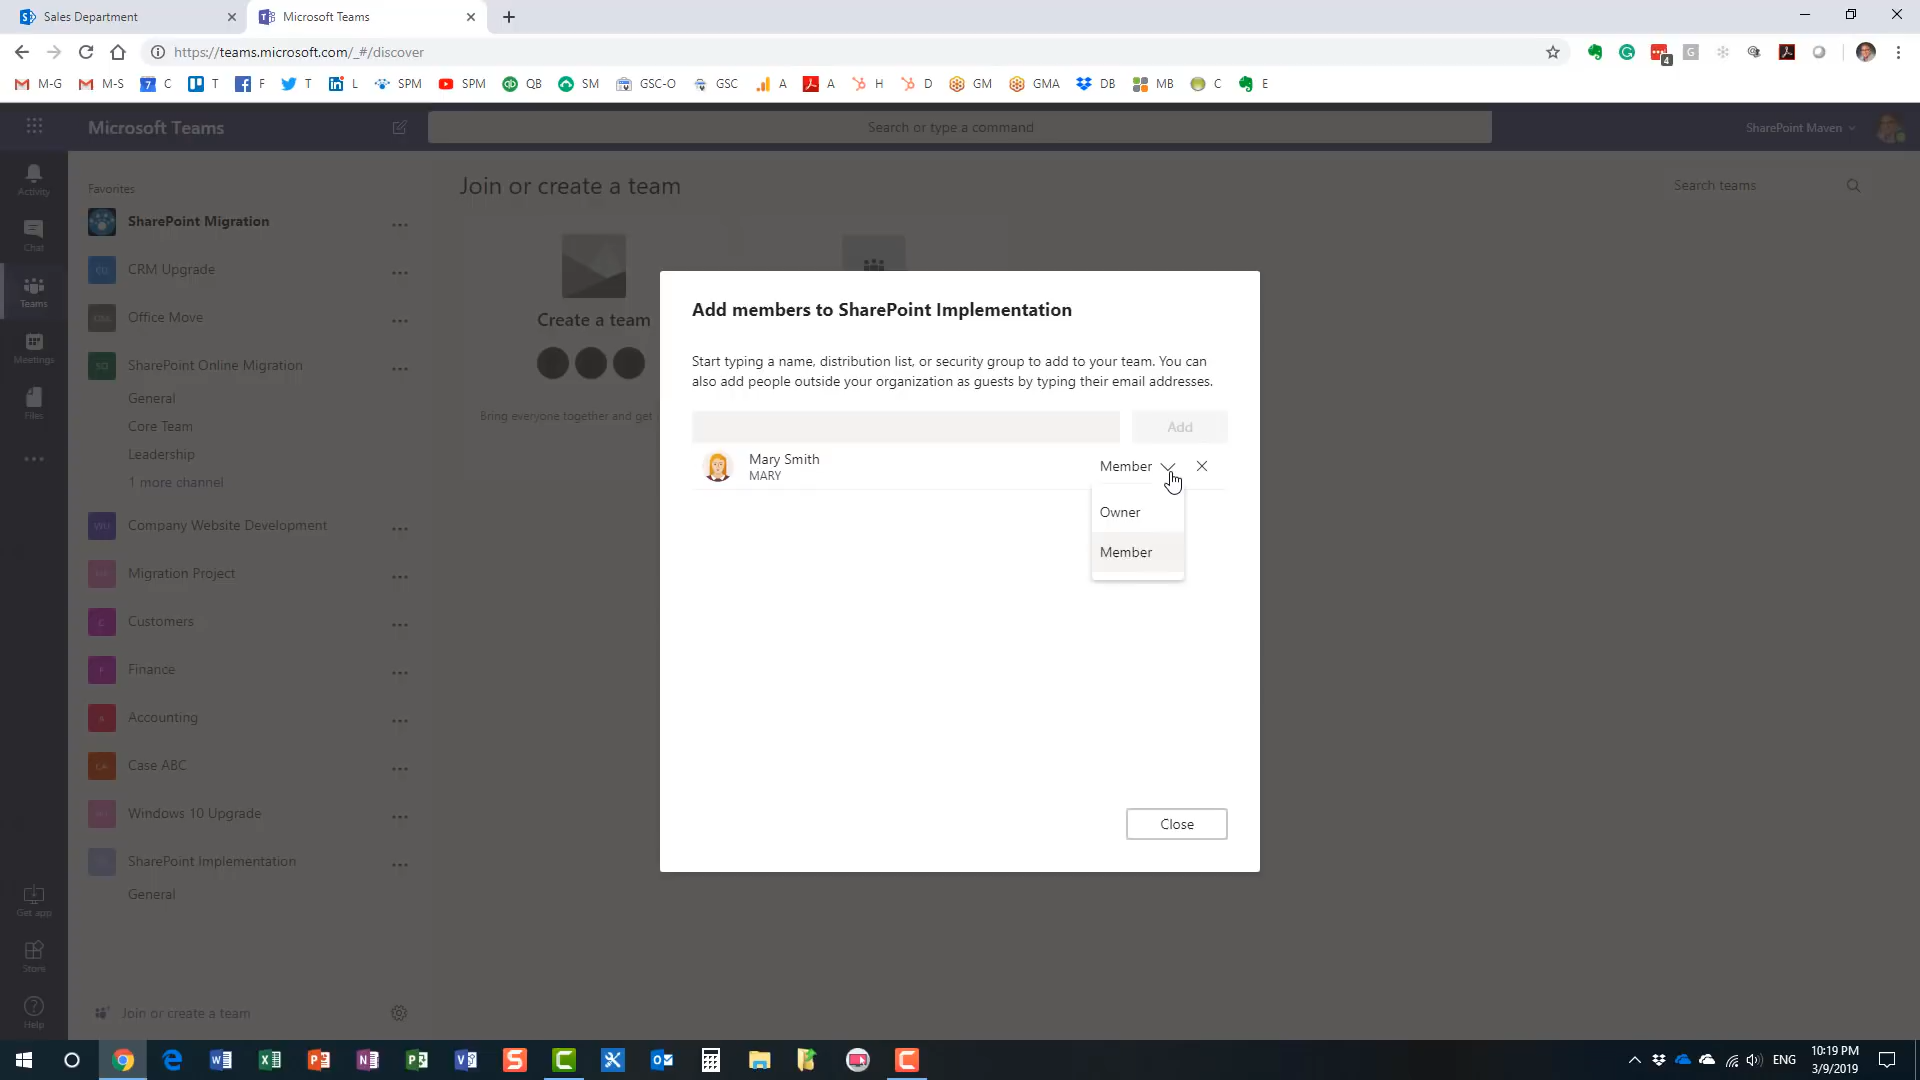 Sales Department
Microsoft Teams
https://teams.microsoft.com/_#/discover
M-G
M-S
7
C
T
F
T
L
SPM
SPM
QB
SM
GSC-O
GSC
A
A
H
D
GM
GMA
DB
MB
C
E
4
Microsoft Teams
Search or type a command
SharePoint Maven
Activity
Chat
Teams
Meetings
Files
Get app
Store
Help
Favorites
SharePoint Migration
CRM Upgrade
Office Move
SO
SharePoint Online Migration
General
Core Team
Leadership
1 more channel
Company Website Development
Migration Project
C
Customers
F
Finance
Accounting
CA
Case ABC
Windows 10 Upgrade
SharePoint Implementation
General
Join or create a team
Join or create a team
Search teams
Create a team
Bring everyone together and get
Add members to SharePoint Implementation
Start typing a name, distribution list, or security group to add to your team. You can
also add people outside your organization as guests by typing their email addresses.
Add
Mary Smith
MARY
Member
Owner
Member
Close
ENG
10:19 PM
3/9/2019